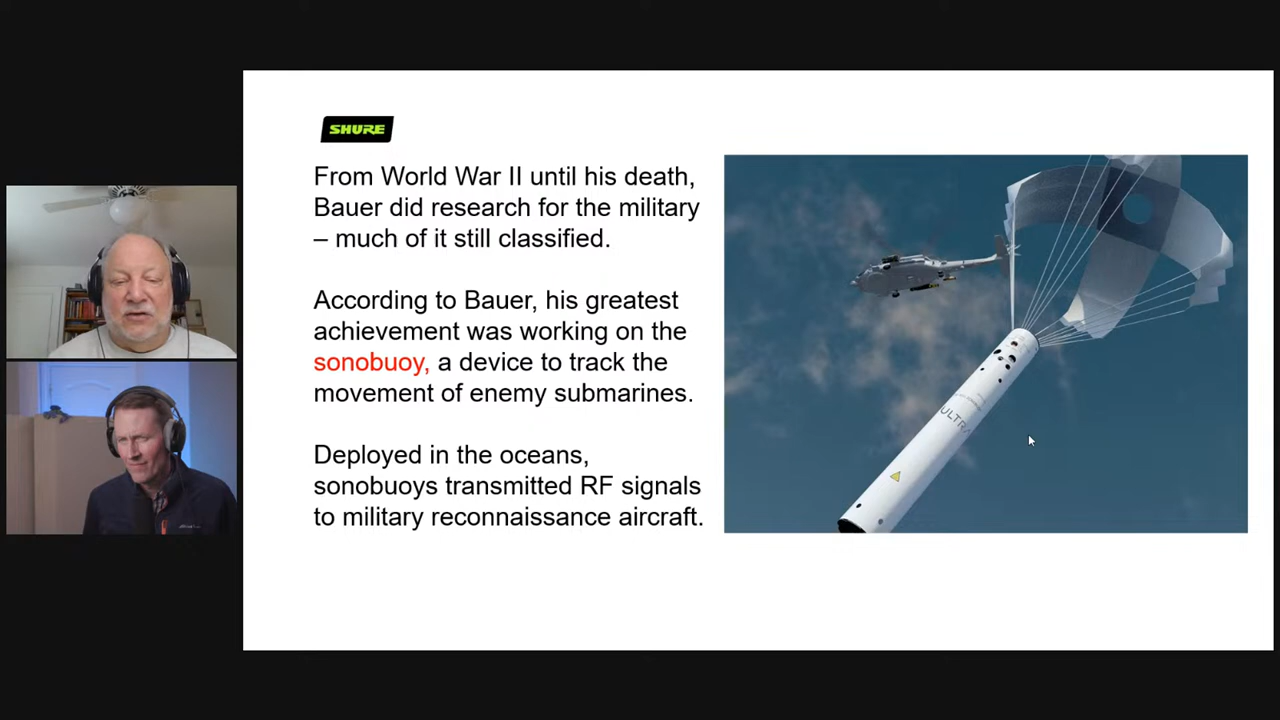 SHURE
From World War II until his death,
Bauer did research for the military
– much of it still classified.
According to Bauer, his greatest
achievement was working on the
sonobuoy, a device to track the
movement of enemy submarines.
Deployed in the oceans,
sonobuoys transmitted RF signals
to military reconnaissance aircraft.
ULTRA